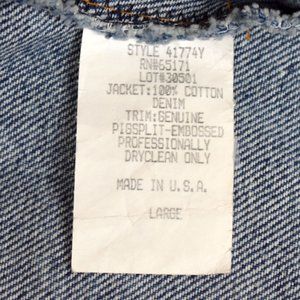 STYLE 41774Y
RN#65171
LOT#30501
JACKET:100% COTTON
DENIM
TRIM:GENUINE
PIGSPLIT-EMBOSSED
PROFESSIONALLY
DRYCLEAN ONLY
MADE IN U.S.A.
LARGE